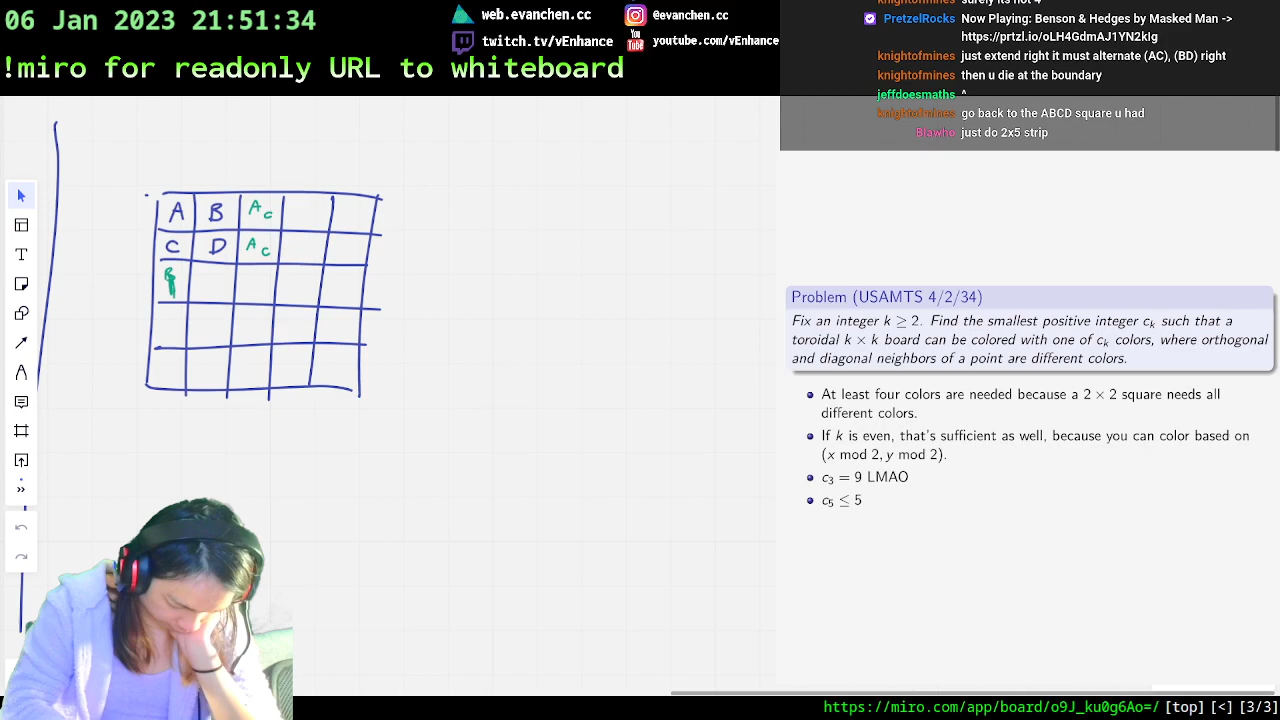 06 Jan 2023 21:51:34
web.evanchen.cc
@evanchen.cc
twitch.tv/vEnhance
youtube.com/vEnhance
!miro for readonly URL to whiteboard
PretzelRocks Now Playing: Benson & Hedges by Wicked Man ->
https://prtzl.io/oLH4GdmAJ1YN2kIg
knightofmines just extend right it must alternate (AC), (BD) right
knightofmines then u die at the boundary
jeffdoesmaths ^
knightofmines go back to the ABCD square u had
Blawho just do 2x5 strip
A B A C
C D A C
Problem (USAMTS 4/2/34)
Fix an integer k ≥ 2. Find the smallest positive integer cₖ such that a
toroidal k × k board can be colored with one of cₖ colors, where orthogonal
and diagonal neighbors of a point are different colors.
At least four colors are needed because a 2 × 2 square needs all
different colors.
If k is even, that's sufficient as well, because you can color based on
(x mod 2, y mod 2).
c₃ = 9 LMAO
c₅ ≤ 5
https://miro.com/app/board/o9J_ku0g6Ao=/ [top] [<] [3/3]